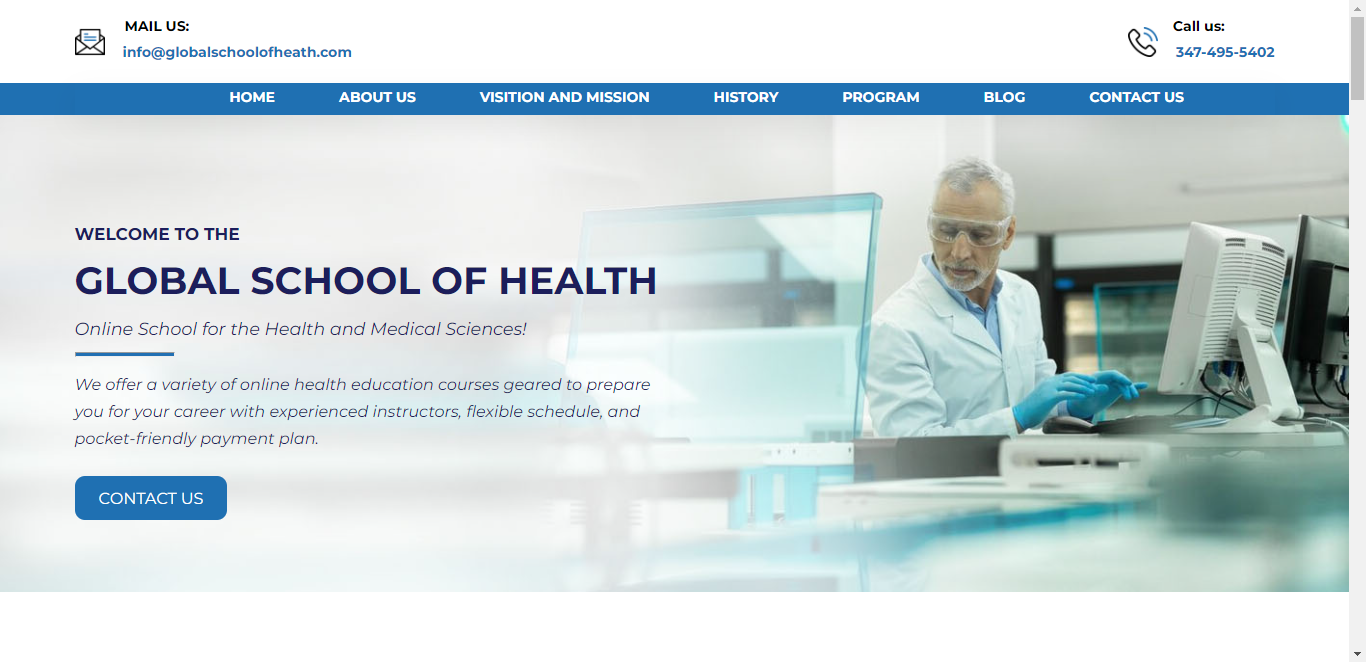 MAIL US:
info@globalschoolofheath.com
Call us:
347-495-5402
HOME ABOUT US VISITION AND MISSION HISTORY PROGRAM BLOG CONTACT US
WELCOME TO THE
GLOBAL SCHOOL OF HEALTH
Online School for the Health and Medical Sciences!
We offer a variety of online health education courses geared to prepare
you for your career with experienced instructors, flexible schedule, and
pocket-friendly payment plan.
CONTACT US